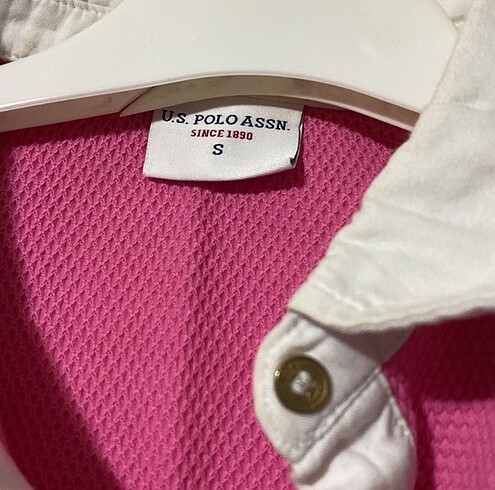 U.S. POLO ASSN.
SINCE 1890
S